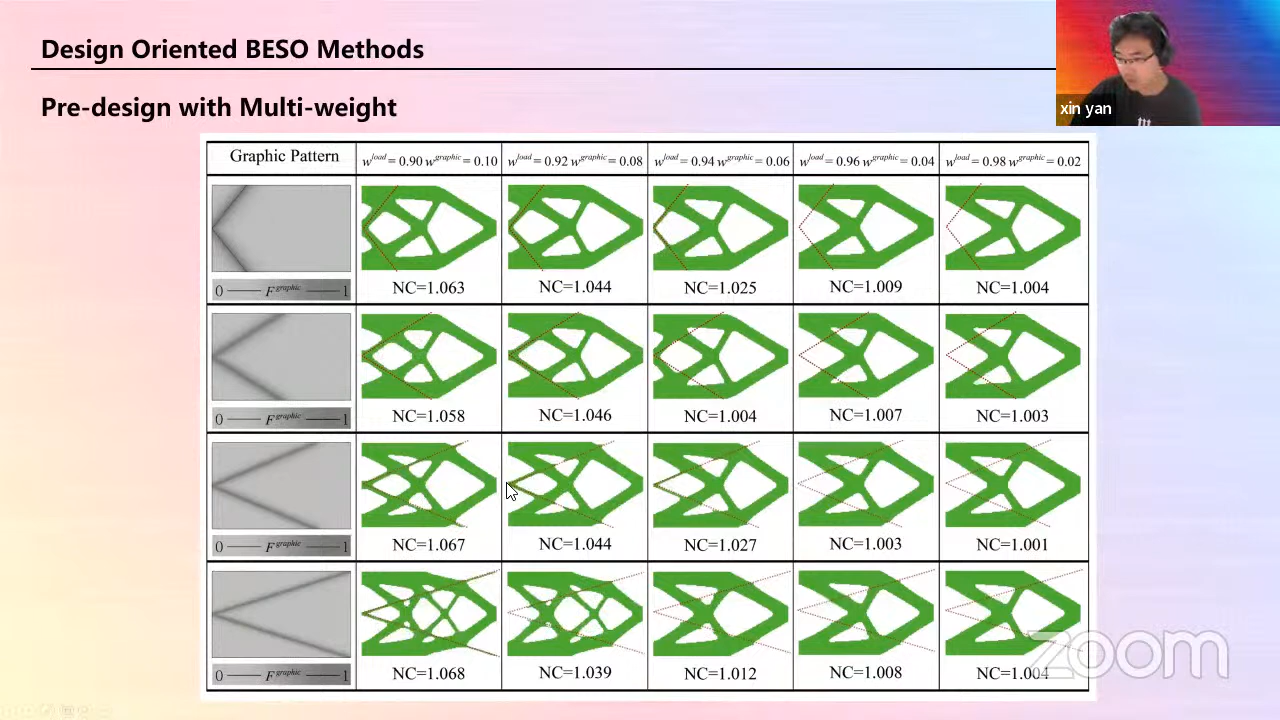 Design Oriented BESO Methods
xin yan
Pre-design with Multi-weight
Graphic Pattern
w^load = 0.90 w^graphic = 0.10
w^load = 0.92 w^graphic = 0.08
w^load = 0.94 w^graphic = 0.06
w^load = 0.96 w^graphic = 0.04
w^load = 0.98 w^graphic = 0.02
0 — F^graphic — 1
NC=1.063
NC=1.044
NC=1.025
NC=1.009
NC=1.004
0 — F^graphic — 1
NC=1.058
NC=1.046
NC=1.004
NC=1.007
NC=1.003
0 — F^graphic — 1
NC=1.067
NC=1.044
NC=1.027
NC=1.003
NC=1.001
0 — F^graphic — 1
NC=1.068
NC=1.039
NC=1.012
NC=1.008
NC=1.004
zoom